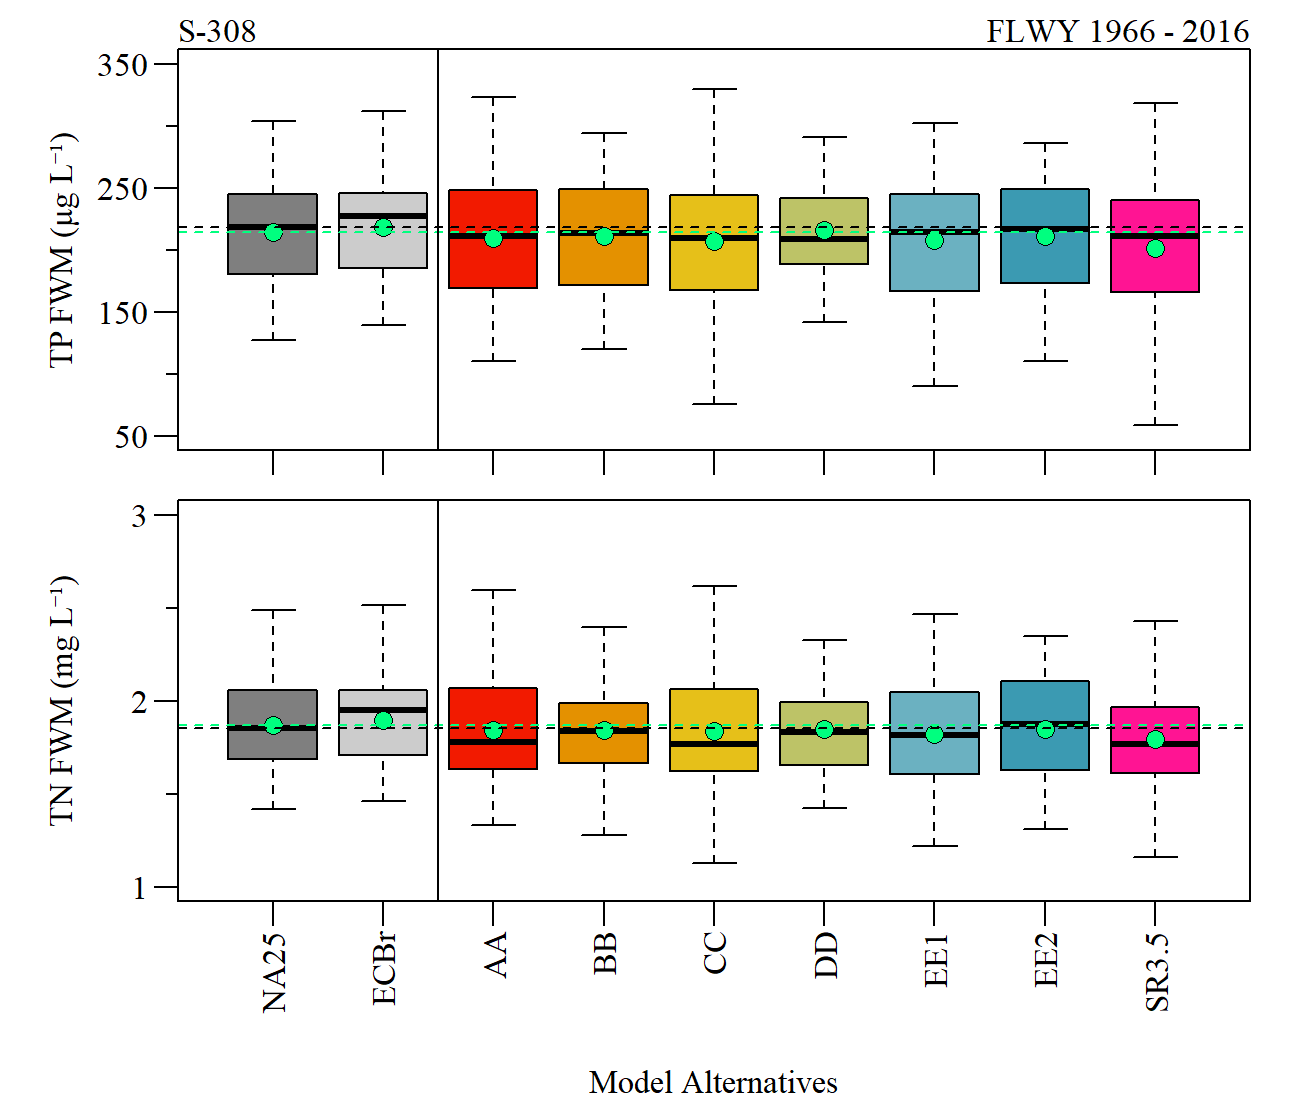 S-308
FLWY 1966 - 2016
TP FWM (μg L⁻¹)
350
250
150
50
TN FWM (mg L⁻¹)
3
2
1
NA25
ECBr
AA
BB
CC
DD
EE1
EE2
SR3.5
Model Alternatives